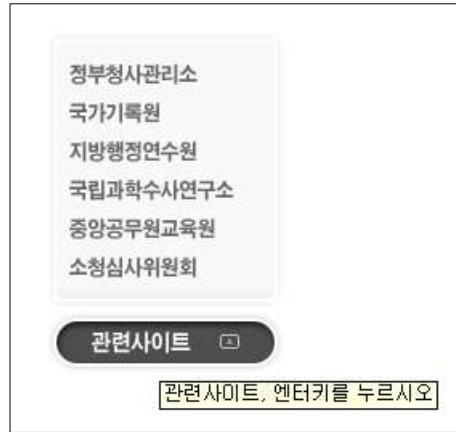 정부청사관리소
국가기록원
지방행정연수원
국립과학수사연구소
중앙공무원교육원
소청심사위원회
관련사이트
관련사이트, 엔터키를 누르시오